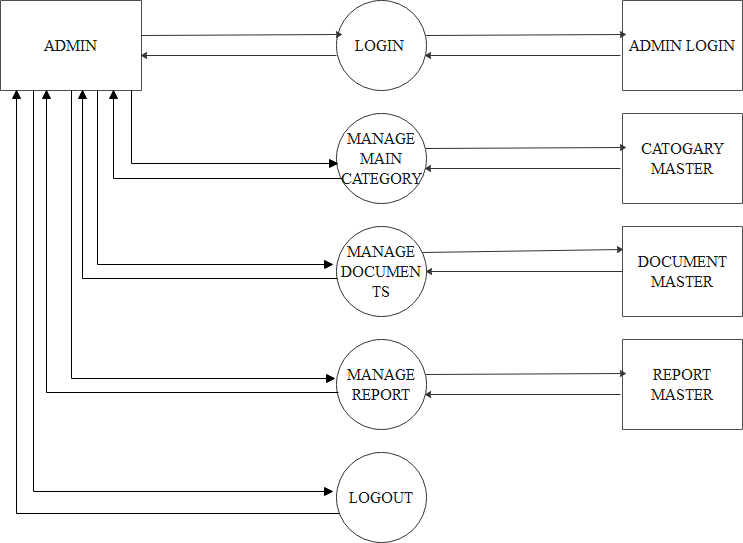 ADMIN
LOGIN
ADMIN LOGIN
MANAGE
MAIN
CATEGORY
CATOGARY
MASTER
MANAGE
DOCUMEN
TS
DOCUMENT
MASTER
MANAGE
REPORT
REPORT
MASTER
LOGOUT